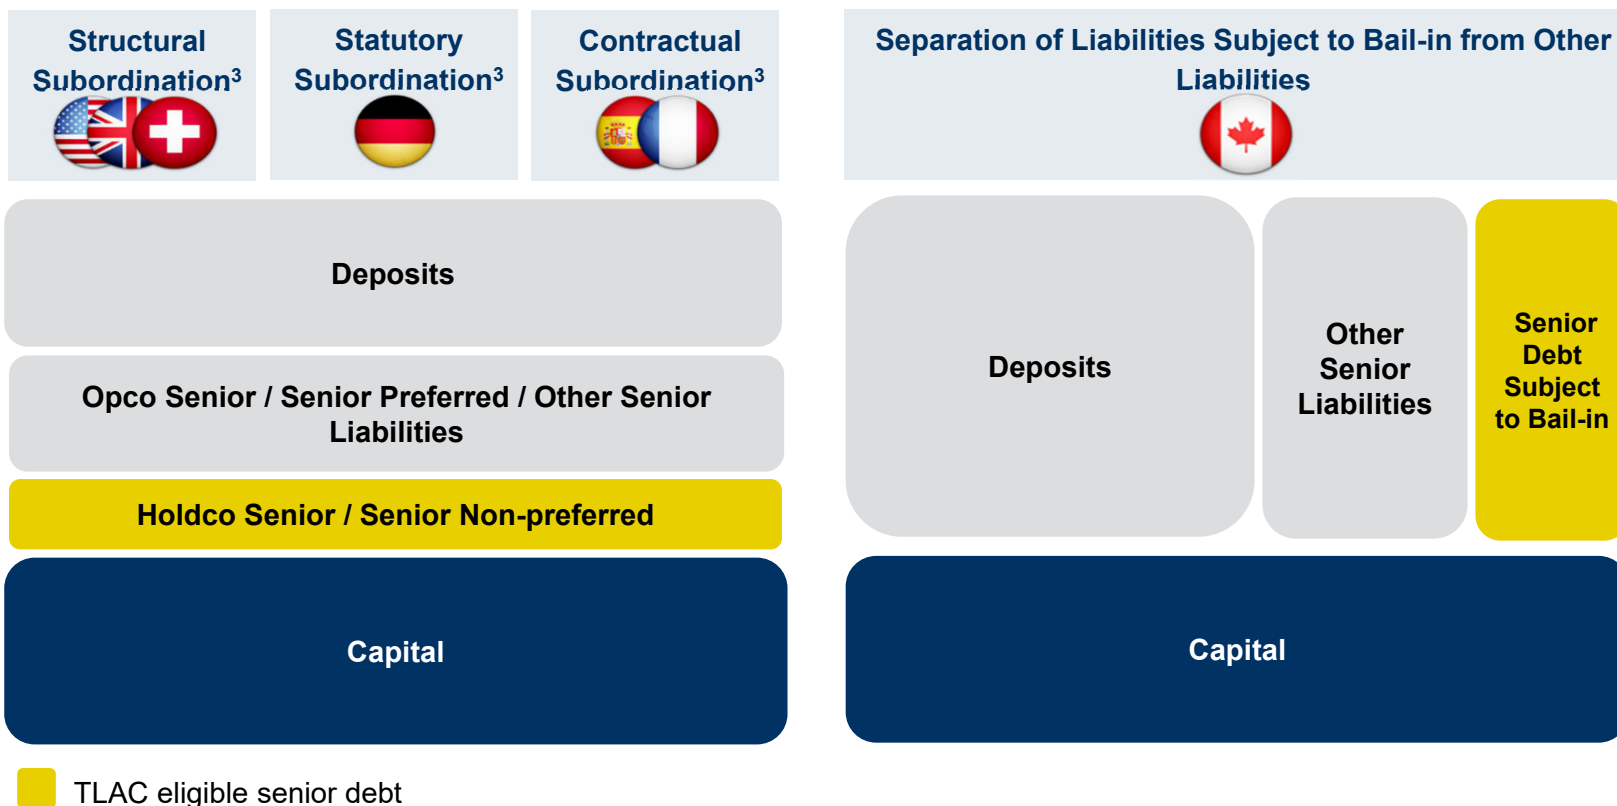 Structural
Subordination³
Statutory
Subordination³
Contractual
Subordination³
Separation of Liabilities Subject to Bail-in from Other
Liabilities
Deposits
Opco Senior / Senior Preferred / Other Senior
Liabilities
Holdco Senior / Senior Non-preferred
Capital
Deposits
Other
Senior
Liabilities
Senior
Debt
Subject
to Bail-in
Capital
TLAC eligible senior debt